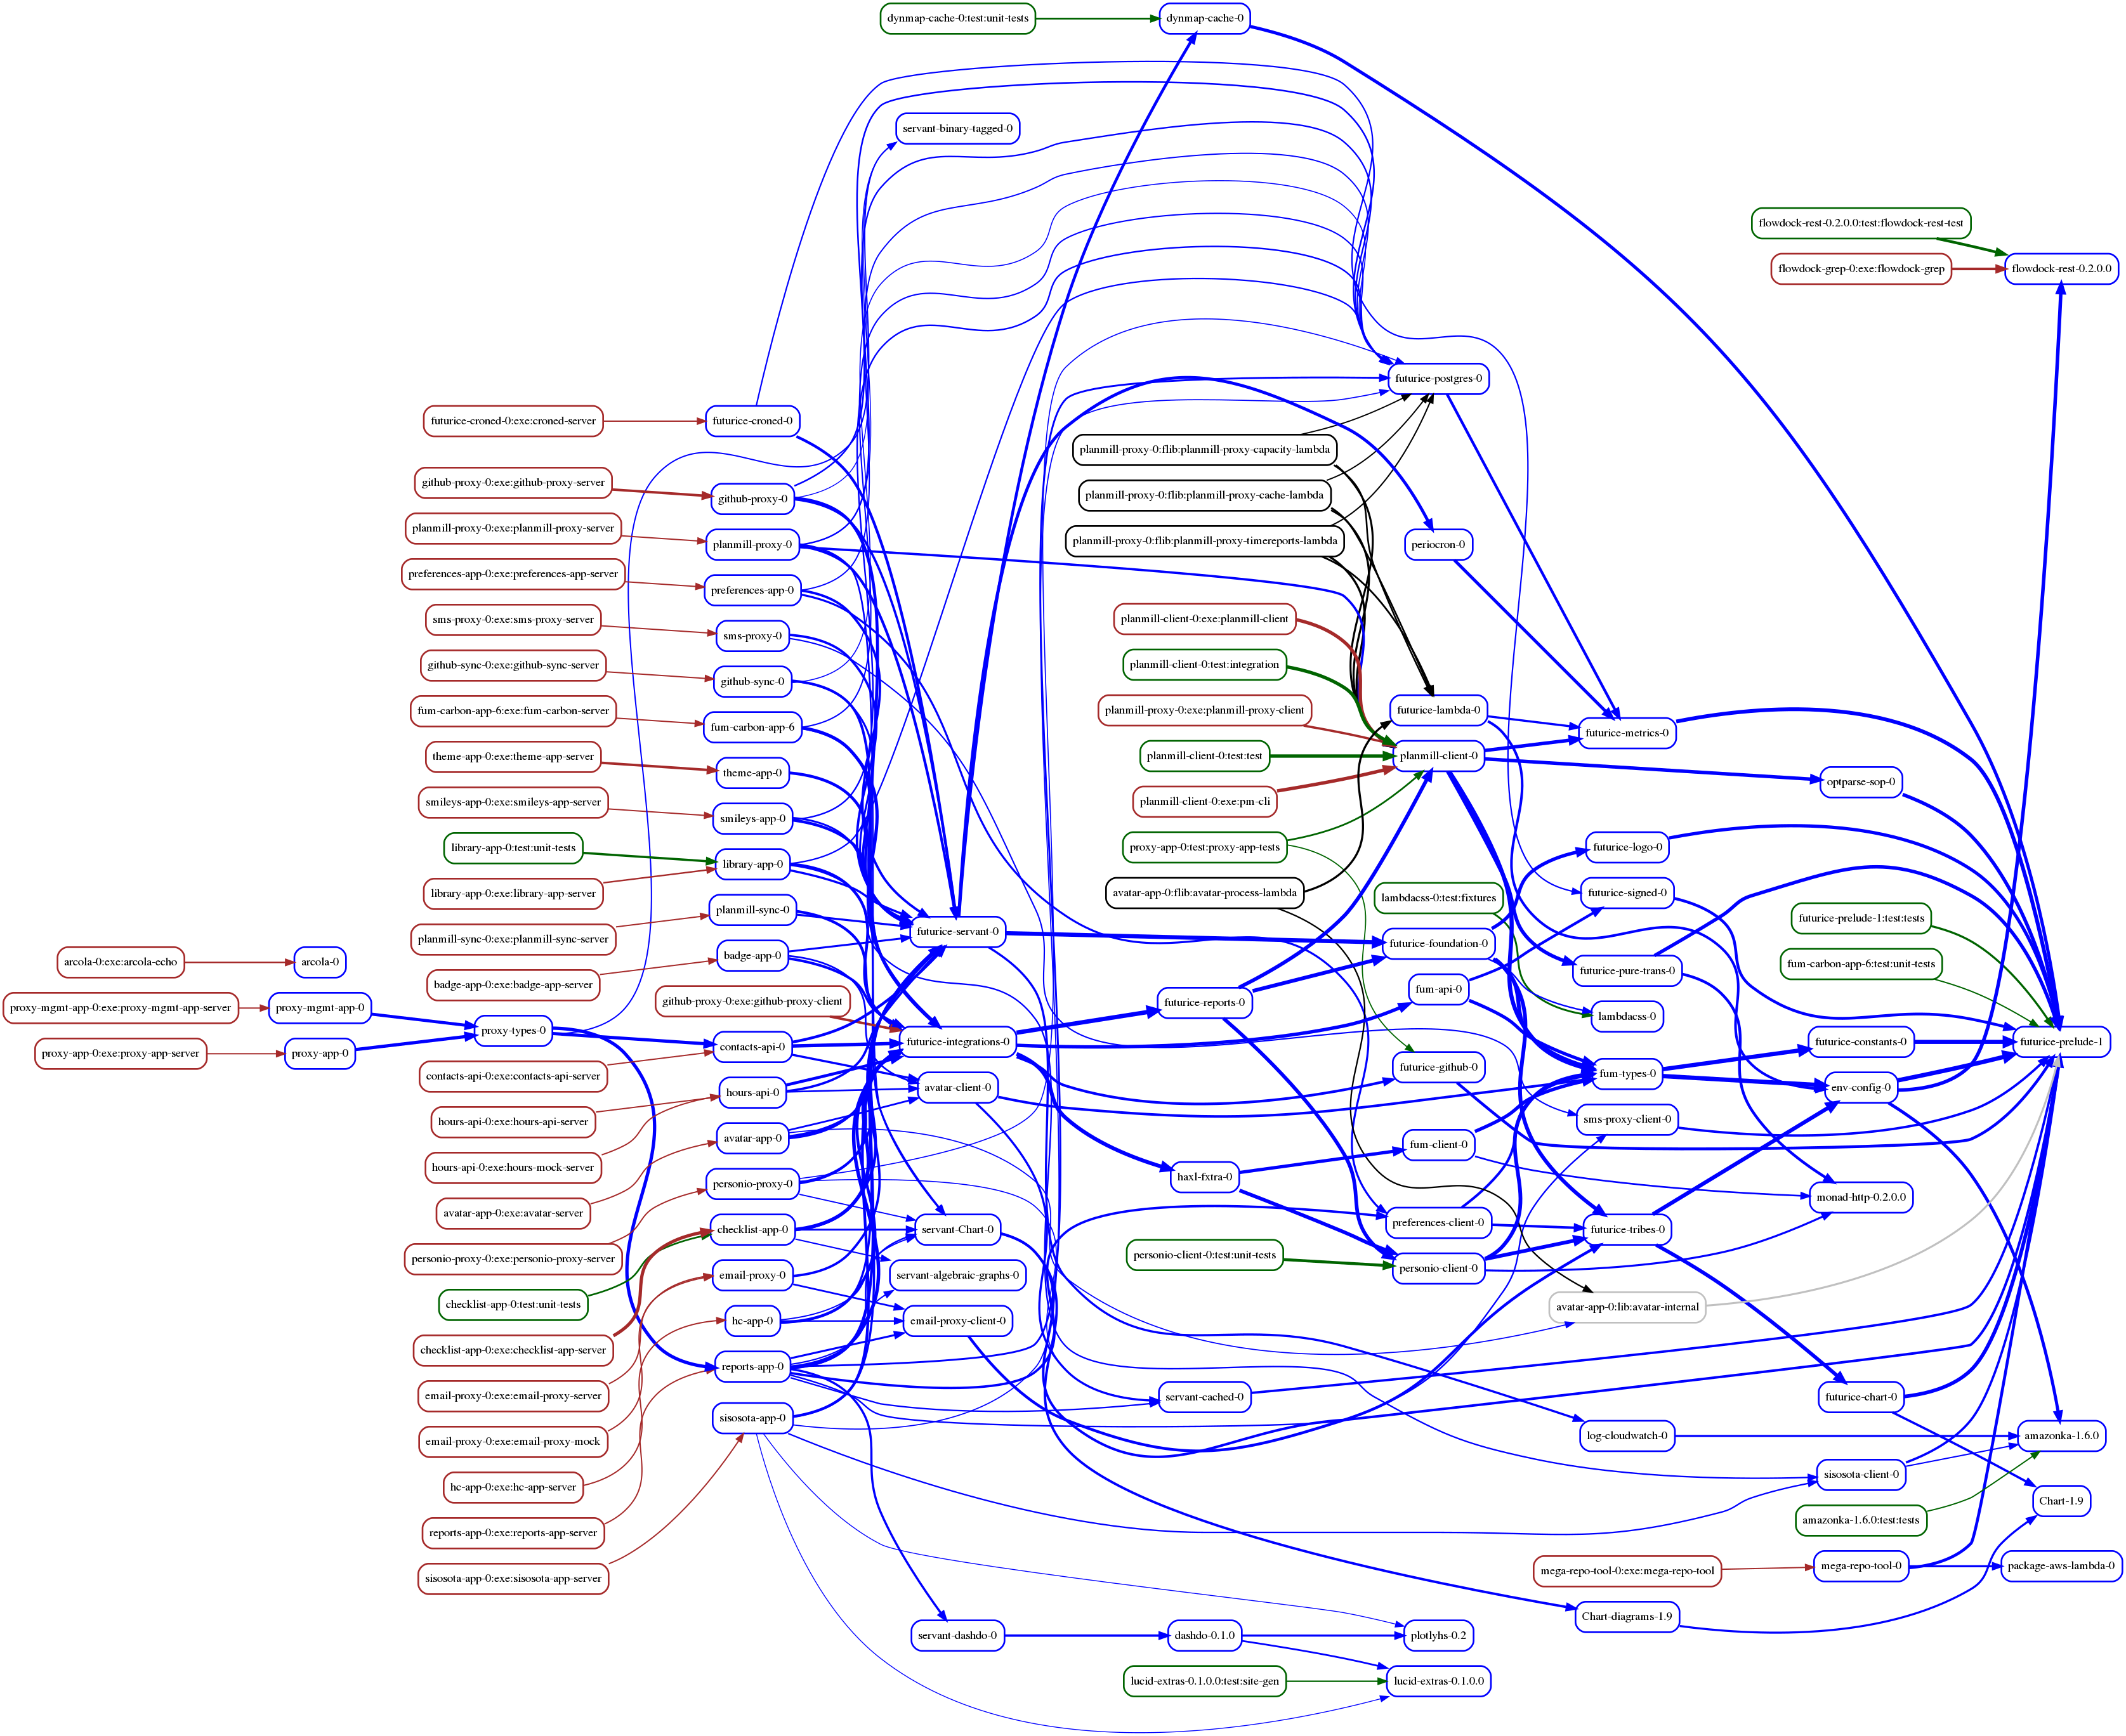 dynmap-cache-0:test:unit-tests
dynmap-cache-0
servant-binary-tagged-0
flowdock-rest-0.2.0.0:test:flowdock-rest-test
flowdock-grep-0:exe:flowdock-grep
flowdock-rest-0.2.0.0
futurice-postgres-0
futurice-croned-0:exe:croned-server
futurice-croned-0
planmill-proxy-0:flib:planmill-proxy-capacity-lambda
github-proxy-0:exe:github-proxy-server
github-proxy-0
planmill-proxy-0:flib:planmill-proxy-cache-lambda
planmill-proxy-0:exe:planmill-proxy-server
planmill-proxy-0
planmill-proxy-0:flib:planmill-proxy-timereports-lambda
periocron-0
preferences-app-0:exe:preferences-app-server
preferences-app-0
sms-proxy-0:exe:sms-proxy-server
sms-proxy-0
planmill-client-0:exe:planmill-client
github-sync-0:exe:github-sync-server
github-sync-0
planmill-client-0:test:integration
fum-carbon-app-6:exe:fum-carbon-server
fum-carbon-app-6
planmill-proxy-0:exe:planmill-proxy-client
futurice-lambda-0
futurice-metrics-0
theme-app-0:exe:theme-app-server
theme-app-0
planmill-client-0:test:test
planmill-client-0
optparse-sop-0
smileys-app-0:exe:smileys-app-server
smileys-app-0
planmill-client-0:exe:pm-cli
library-app-0:test:unit-tests
library-app-0
proxy-app-0:test:proxy-app-tests
futurice-logo-0
library-app-0:exe:library-app-server
avatar-app-0:flib:avatar-process-lambda
lambdacss-0:test:fixtures
futurice-signed-0
planmill-sync-0
planmill-sync-0:exe:planmill-sync-server
futurice-servant-0
futurice-foundation-0
futurice-prelude-1:test:tests
badge-app-0
arcola-0:exe:arcola-echo
arcola-0
fum-carbon-app-6:test:unit-tests
futurice-pure-trans-0
badge-app-0:exe:badge-app-server
proxy-mgmt-app-0:exe:proxy-mgmt-app-server
proxy-mgmt-app-0
github-proxy-0:exe:github-proxy-client
futurice-reports-0
fum-api-0
lambdacss-0
proxy-types-0
contacts-api-0
futurice-integrations-0
futurice-constants-0
futurice-prelude-1
proxy-app-0:exe:proxy-app-server
proxy-app-0
contacts-api-0:exe:contacts-api-server
futurice-github-0
fum-types-0
hours-api-0
avatar-client-0
env-config-0
hours-api-0:exe:hours-api-server
sms-proxy-client-0
avatar-app-0
fum-client-0
hours-api-0:exe:hours-mock-server
personio-proxy-0
haxl-fxtra-0
monad-http-0.2.0.0
avatar-app-0:exe:avatar-server
checklist-app-0
servant-Chart-0
preferences-client-0
futurice-tribes-0
personio-proxy-0:exe:personio-proxy-server
personio-client-0:test:unit-tests
personio-client-0
email-proxy-0
servant-algebraic-graphs-0
checklist-app-0:test:unit-tests
avatar-app-0:lib:avatar-internal
hc-app-0
email-proxy-client-0
checklist-app-0:exe:checklist-app-server
reports-app-0
email-proxy-0:exe:email-proxy-server
servant-cached-0
futurice-chart-0
sisosota-app-0
email-proxy-0:exe:email-proxy-mock
log-cloudwatch-0
amazonka-1.6.0
sisosota-client-0
hc-app-0:exe:hc-app-server
Chart-1.9
amazonka-1.6.0:test:tests
reports-app-0:exe:reports-app-server
mega-repo-tool-0:exe:mega-repo-tool
mega-repo-tool-0
package-aws-lambda-0
sisosota-app-0:exe:sisosota-app-server
Chart-diagrams-1.9
servant-dashdo-0
dashdo-0.1.0
plotlyhs-0.2
lucid-extras-0.1.0.0:test:site-gen
lucid-extras-0.1.0.0